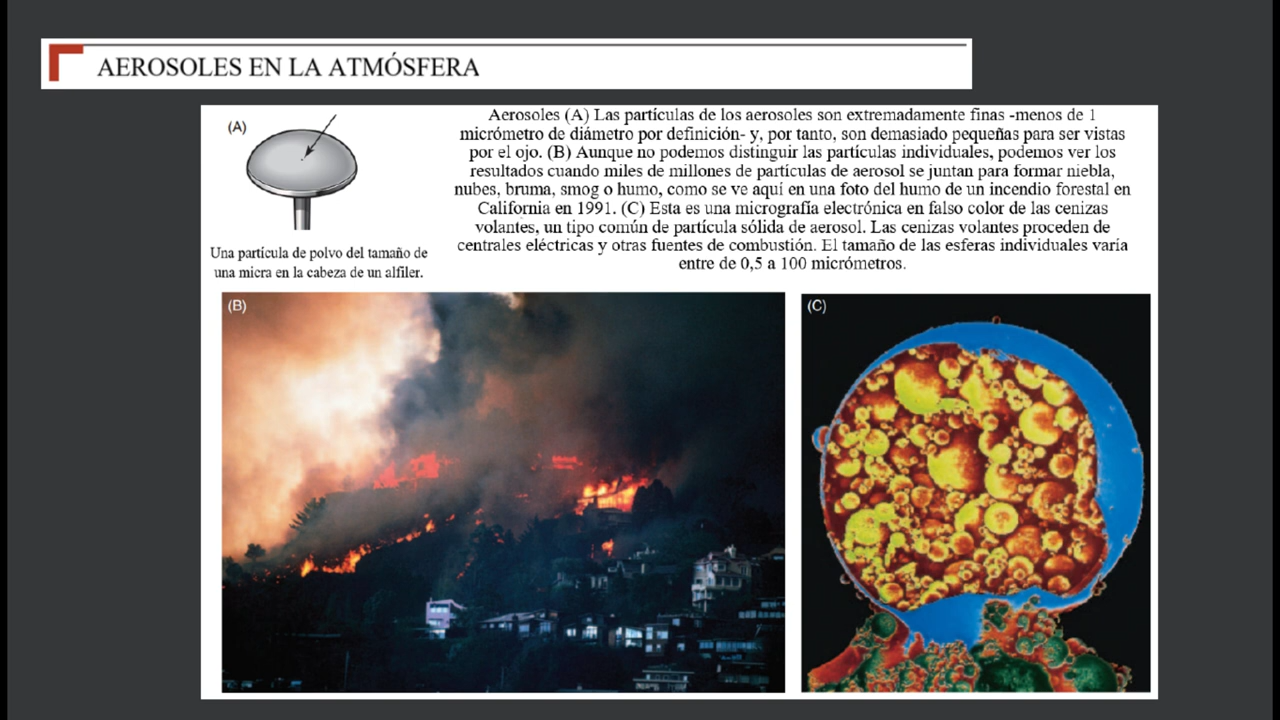 AEROSOLES EN LA ATMÓSFERA
(A)
Una partícula de polvo del tamaño de
una micra en la cabeza de un alfiler.
Aerosoles (A) Las partículas de los aerosoles son extremadamente finas -menos de 1
micrómetro de diámetro por definición- y, por tanto, son demasiado pequeñas para ser vistas
por el ojo. (B) Aunque no podemos distinguir las partículas individuales, podemos ver los
resultados cuando miles de millones de partículas de aerosol se juntan para formar niebla,
nubes, bruma, smog o humo, como se ve aquí en una foto del humo de un incendio forestal en
California en 1991. (C) Esta es una micrografía electrónica en falso color de las cenizas
volantes, un tipo común de partícula sólida de aerosol. Las cenizas volantes proceden de
centrales eléctricas y otras fuentes de combustión. El tamaño de las esferas individuales varía
entre de 0,5 a 100 micrómetros.
(B)
(C)